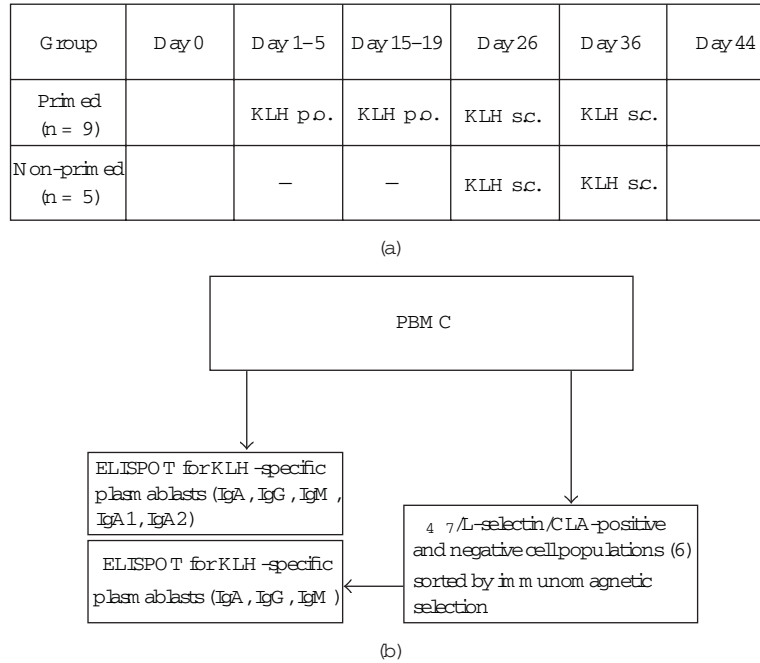 Group Day 0 Day 1–5 Day 15–19 Day 26 Day 36 Day 44
Primed
(n = 9)
KLH p.o. KLH p.o. KLH s.c. KLH s.c.
Non-primed
(n = 5)
– – KLH s.c. KLH s.c.
(a)
PBMC
ELISPOT for KLH-specific
plasmablasts (IgA, IgG, IgM,
IgA1, IgA2)
ELISPOT for KLH-specific
plasmablasts (IgA, IgG, IgM)
4 7/L-selectin/CLA-positive
and negative cell populations (6)
sorted by immunomagnetic
selection
(b)